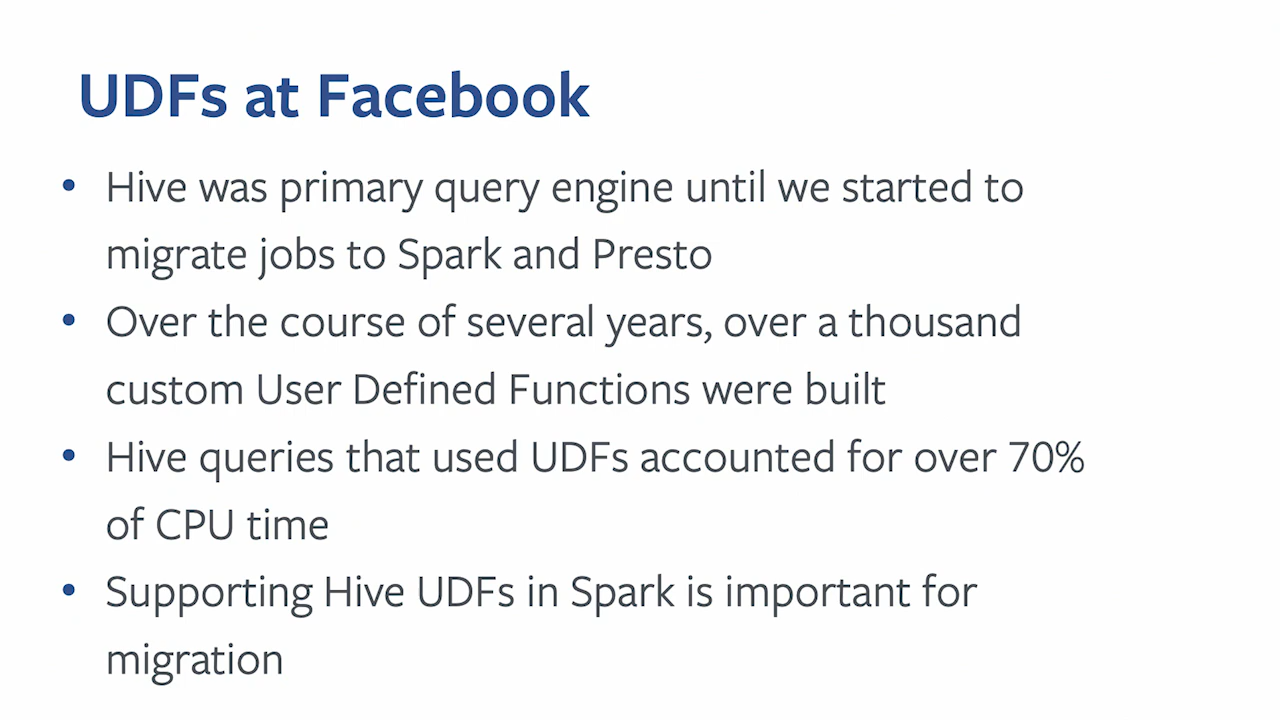 UDFs at Facebook
• Hive was primary query engine until we started to
migrate jobs to Spark and Presto
• Over the course of several years, over a thousand
custom User Defined Functions were built
• Hive queries that used UDFs accounted for over 70%
of CPU time
• Supporting Hive UDFs in Spark is important for
migration